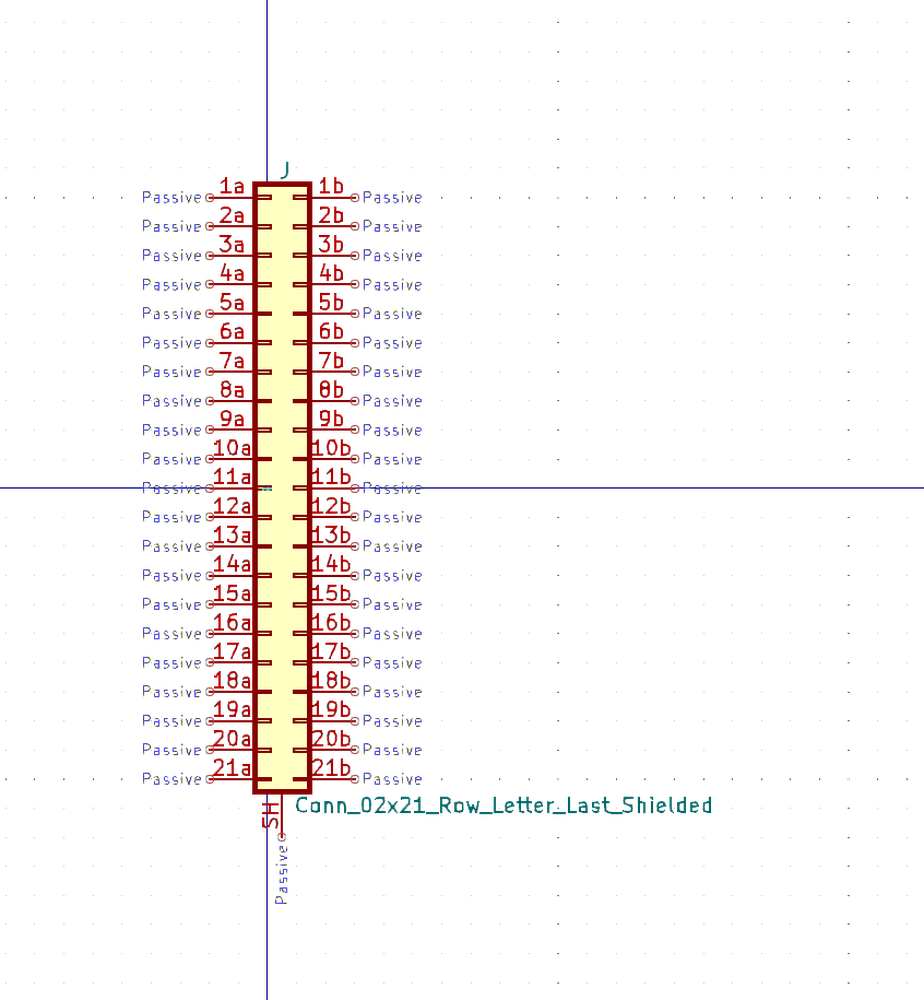 J
Passive 1a 1b Passive
Passive 2a 2b Passive
Passive 3a 3b Passive
Passive 4a 4b Passive
Passive 5a 5b Passive
Passive 6a 6b Passive
Passive 7a 7b Passive
Passive 8a 8b Passive
Passive 9a 9b Passive
Passive 10a 10b Passive
Passive 11a 11b Passive
Passive 12a 12b Passive
Passive 13a 13b Passive
Passive 14a 14b Passive
Passive 15a 15b Passive
Passive 16a 16b Passive
Passive 17a 17b Passive
Passive 18a 18b Passive
Passive 19a 19b Passive
Passive 20a 20b Passive
Passive 21a 21b Passive
SH
Conn_02x21_Row_Letter_Last_Shielded
Passive